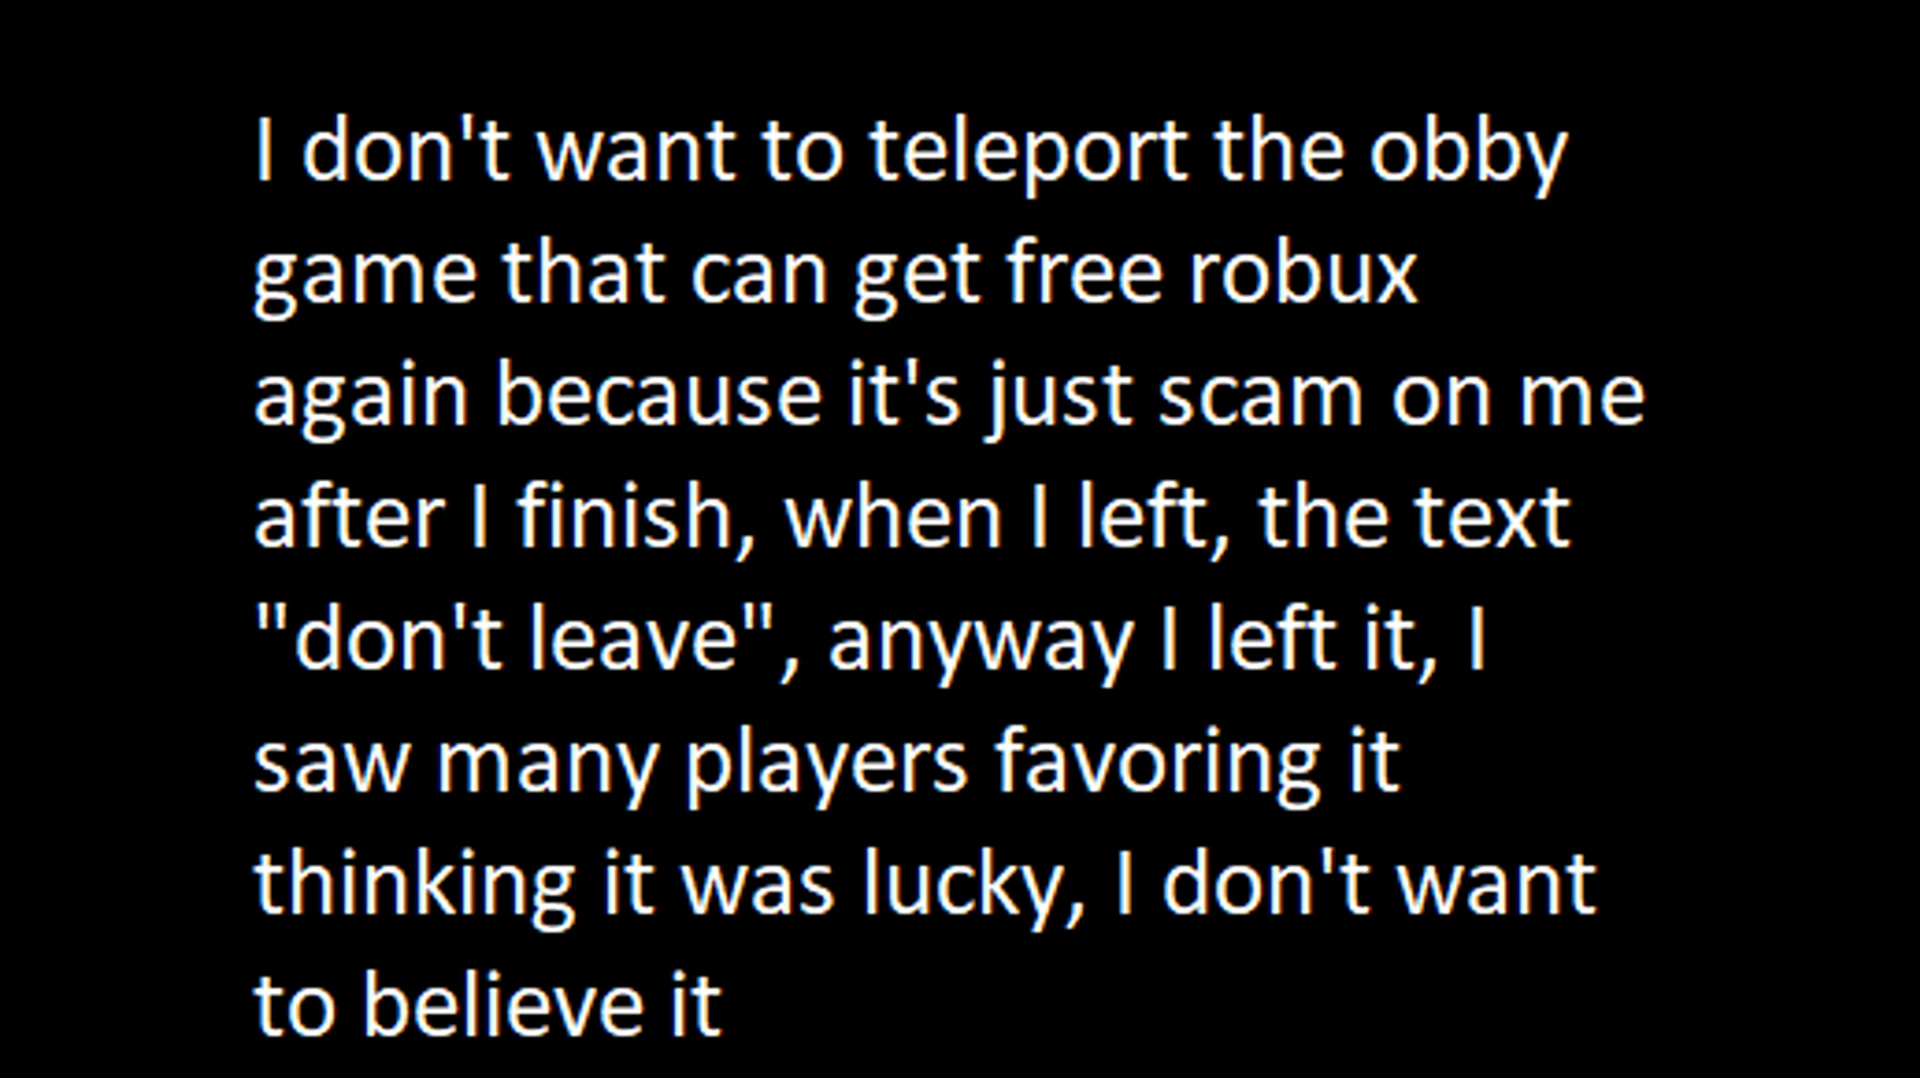 I don't want to teleport the obby
game that can get free robux
again because it's just scam on me
after I finish, when I left, the text
"don't leave", anyway I left it, I
saw many players favoring it
thinking it was lucky, I don't want
to believe it